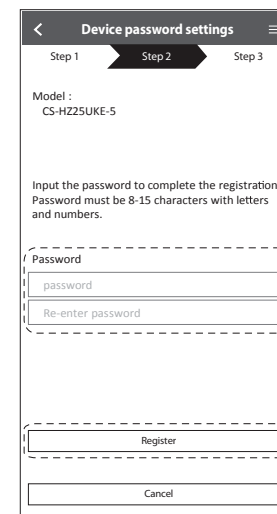 Device password settings
Step 1 Step 2 Step 3
Model :
CS-HZ25UKE-5
Input the password to complete the registration
Password must be 8-15 characters with letters
and numbers.
Password
password
Re-enter password
Register
Cancel